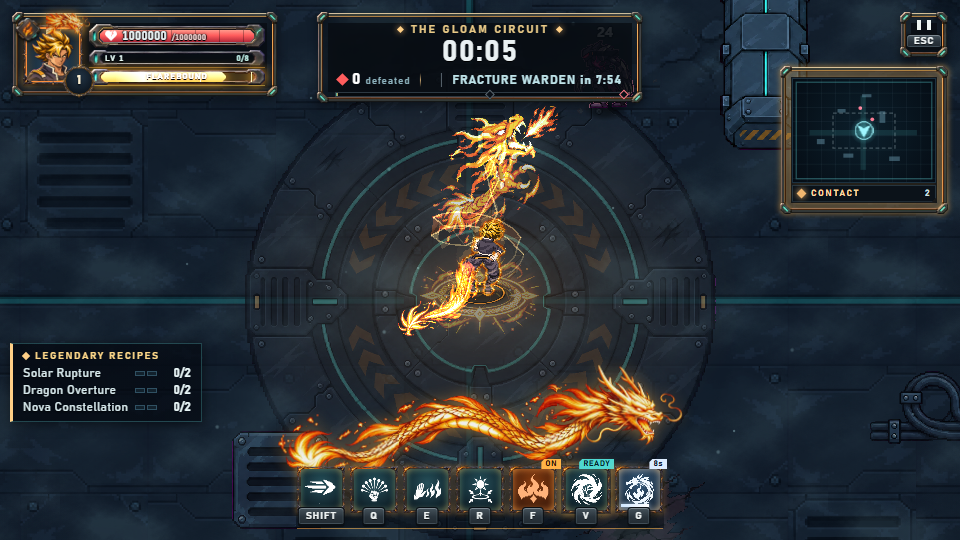 1000000 /1000000
LV 1 0/8
1 FLAREBOUND
THE GLOAM CIRCUIT
24
00:05
0 defeated
FRACTURE WARDEN in 7:54
ESC
CONTACT 2
LEGENDARY RECIPES
Solar Rupture 0/2
Dragon Overture 0/2
Nova Constellation 0/2
ON READY 8s
SHIFT Q E R F V G